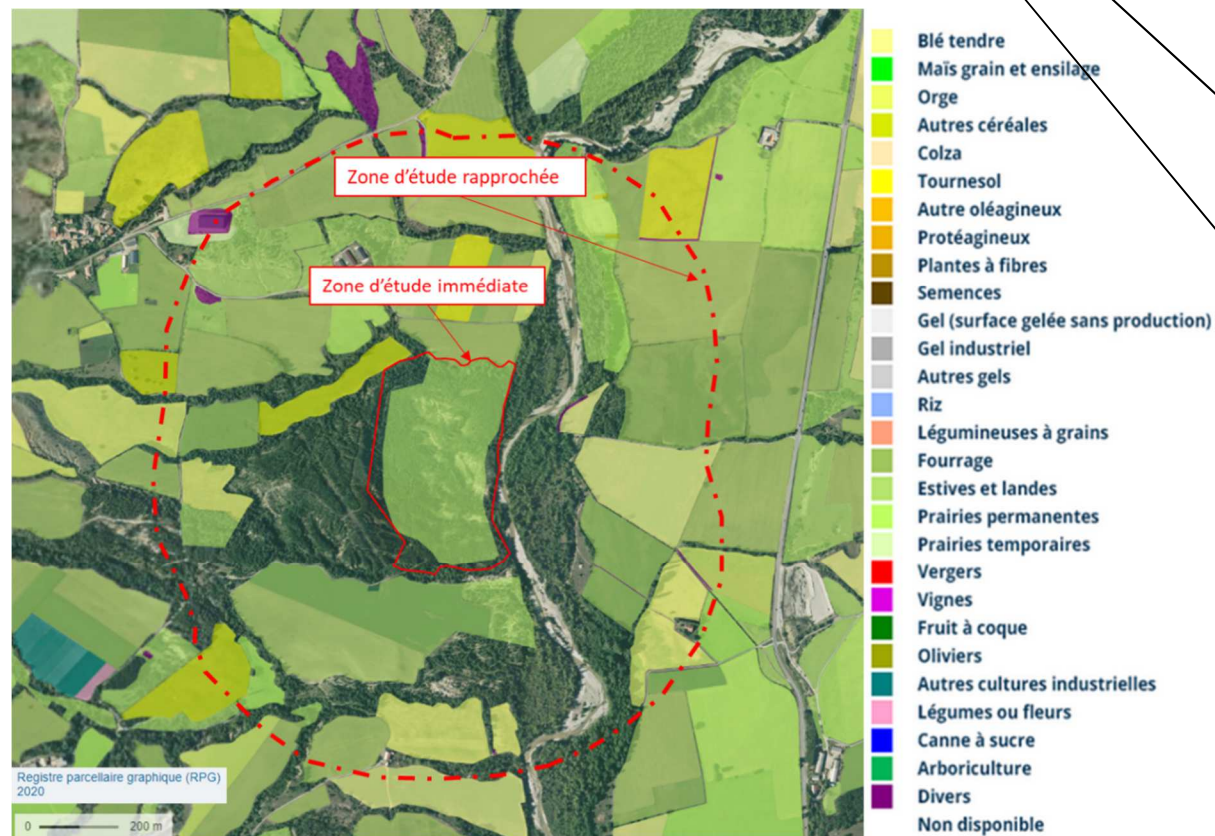 Zone d'étude rapprochée
Zone d'étude immédiate
Registre parcellaire graphique (RPG)
2020
0 200 m
Blé tendre
Maïs grain et ensilage
Orge
Autres céréales
Colza
Tournesol
Autre oléagineux
Protéagineux
Plantes à fibres
Semences
Gel (surface gelée sans production)
Gel industriel
Autres gels
Riz
Légumineuses à grains
Fourrage
Estives et landes
Prairies permanentes
Prairies temporaires
Vergers
Vignes
Fruit à coque
Oliviers
Autres cultures industrielles
Légumes ou fleurs
Canne à sucre
Arboriculture
Divers
Non disponible